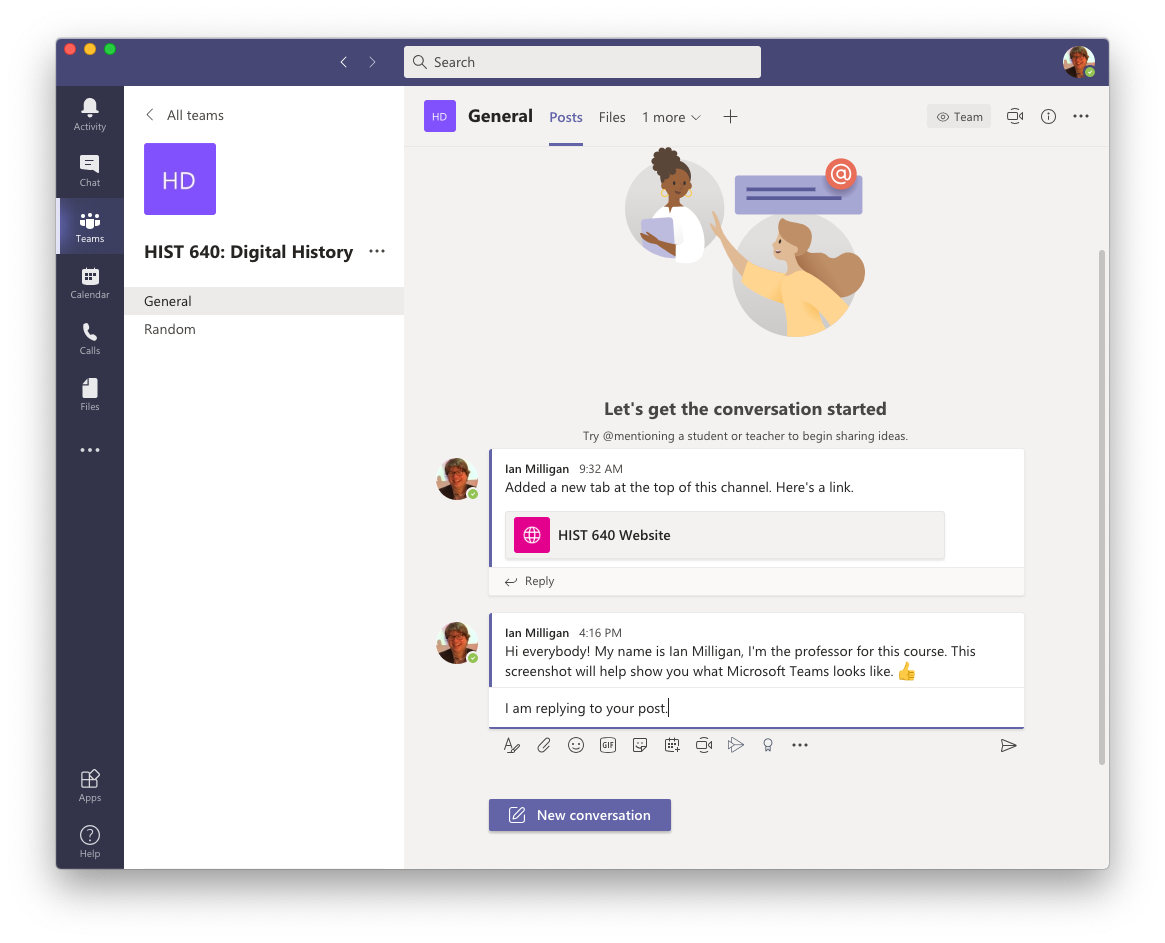 Search
Activity
Chat
Teams
Calendar
Calls
Files
Apps
Help
All teams
HD
HIST 640: Digital History
General
Random
HD
General
Posts
Files
1 more
Team
@
Let's get the conversation started
Try @mentioning a student or teacher to begin sharing ideas.
Ian Milligan 9:32 AM
Added a new tab at the top of this channel. Here's a link.
HIST 640 Website
Reply
Ian Milligan 4:16 PM
Hi everybody! My name is Ian Milligan, I'm the professor for this course. This
screenshot will help show you what Microsoft Teams looks like. 👍
I am replying to your post.
GIF
New conversation